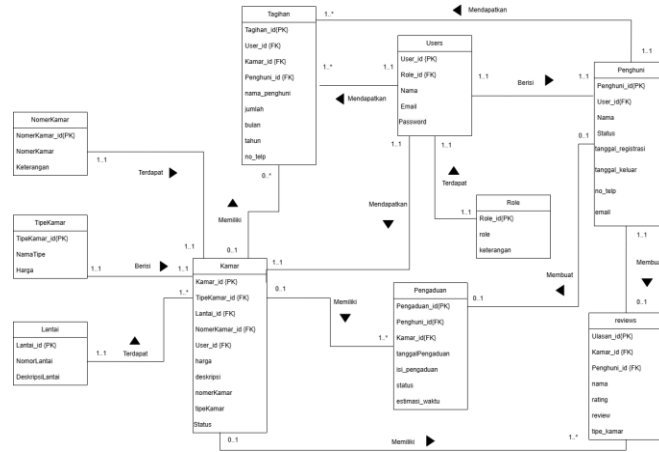 Tagihan
Tagihan_id(PK)
User_id (FK)
Kamar_id (FK)
Penghuni_id (FK)
nama_penghuni
jumlah
bulan
tahun
no_telp
1..*
Mendapatkan
1..1
Users
User_id (PK)
Role_id (FK)
Nama
Email
Password
1..*
1..1
Mendapatkan
1..1
Berisi
1..1
Penghuni
Penghuni_id(PK)
User_id(FK)
Nama
Status
tanggal_registrasi
tanggal_keluar
no_telp
email
0..1
NomerKamar
NomerKamar_id(PK)
NomerKamar
Keterangan
1..1
Terdapat
1..1
0..*
Memiliki
0..1
1..1
Mendapatkan
1..1
1..1
Terdapat
1..1
Role
Role_id(PK)
role
keterangan
TipeKamar
TipeKamar_id(PK)
NamaTipe
Harga
1..1
Berisi
1..1
Lantai
Lantai_id (PK)
NomorLantai
DeskripsiLantai
1..1
Terdapat
1..*
Kamar
Kamar_id (PK)
TipeKamar_id (FK)
Lantai_id (FK)
NomerKamar_id (FK)
User_id (FK)
harga
deskripsi
nomerKamar
tipeKamar
Status
0..1
Memiliki
1..*
Pengaduan
Pengaduan_id(PK)
Penghuni_id (FK)
Kamar_id(FK)
tanggalPengaduan
isi_pengaduan
status
estimasi_waktu
0..1
Membuat
1..1
Membuat
0..1
reviews
Ulasan_id(PK)
Kamar_id (FK)
Penghuni_id (FK)
nama
rating
review
tipe_kamar
0..1
Memiliki
1..*